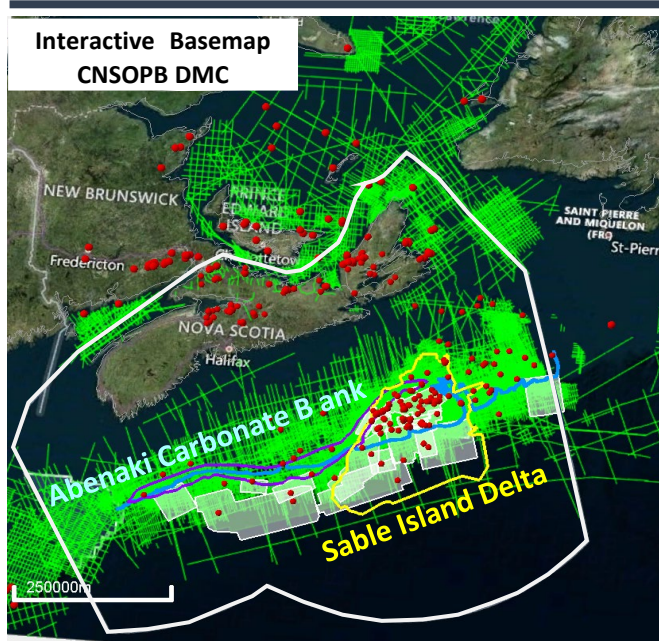 Interactive Basemap
CNSOPB DMC
NEW BRUNSWICK
PRINCE
EDWARD
ISLAND
SAINT PIERRE
AND MIQUELON
(FR)
St-Pierr
Fredericton
NOVA SCOTIA
Halifax
Abenaki Carbonate B ank
Sable Island Delta
250000m